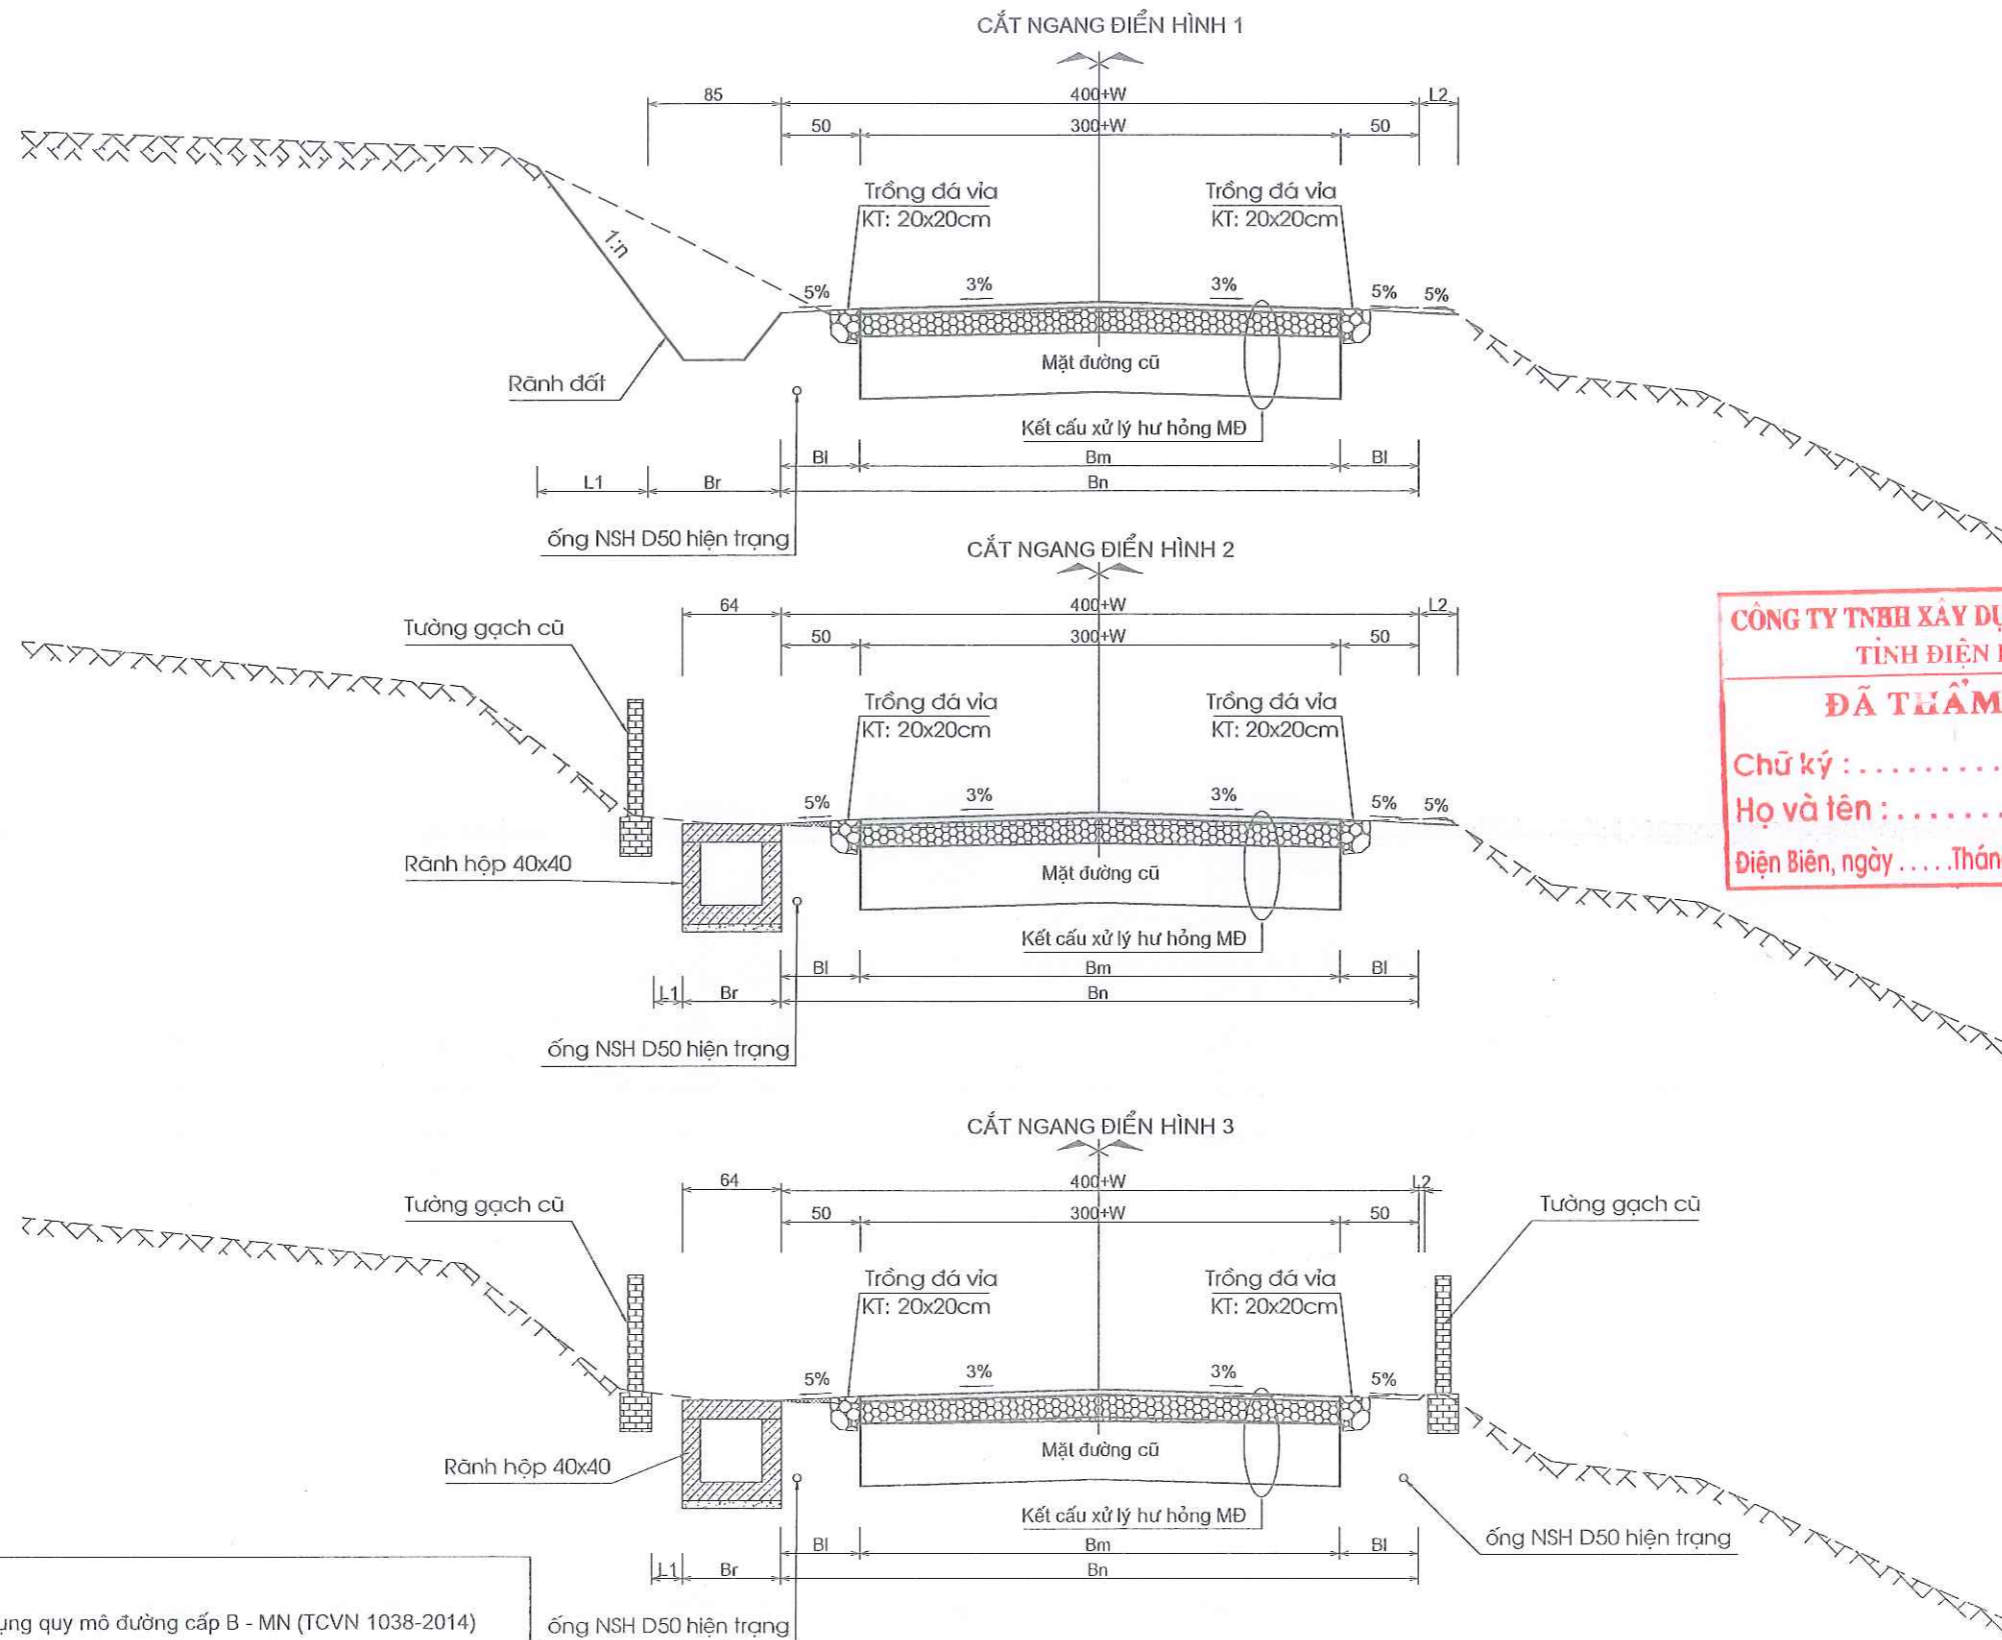 CẮT NGANG ĐIỂN HÌNH 1
85
400+W
L2
50
300+W
50
Trồng đá vỉa
KT: 20x20cm
Trồng đá vỉa
KT: 20x20cm
1:n
5%
3%
3%
5%
5%
Mặt đường cũ
Rãnh đất
Kết cấu xử lý hư hỏng MĐ
Bl
Bm
Bl
L1
Br
Bn
ống NSH D50 hiện trạng
CẮT NGANG ĐIỂN HÌNH 2
64
400+W
L2
Tường gạch cũ
50
300+W
50
Trồng đá vỉa
KT: 20x20cm
Trồng đá vỉa
KT: 20x20cm
5%
3%
3%
5%
5%
Rãnh hộp 40x40
Mặt đường cũ
Kết cấu xử lý hư hỏng MĐ
Bl
Bm
Bl
L1
Br
Bn
ống NSH D50 hiện trạng
CÔNG TY TNHH XÂY DỰ
TỈNH ĐIỆN
ĐÃ THẨM
Chữ ký : . . . . . . . . . .
Họ và tên : . . . . . . .
Điện Biên, ngày . . . . . Thán
CẮT NGANG ĐIỂN HÌNH 3
64
400+W
L2
Tường gạch cũ
Tường gạch cũ
50
300+W
50
Trồng đá vỉa
KT: 20x20cm
Trồng đá vỉa
KT: 20x20cm
5%
3%
3%
5%
Rãnh hộp 40x40
Mặt đường cũ
Kết cấu xử lý hư hỏng MĐ
Bl
Bm
Bl
ống NSH D50 hiện trạng
L1
Br
Bn
ụng quy mô đường cấp B - MN (TCVN 1038-2014)
ống NSH D50 hiện trạng